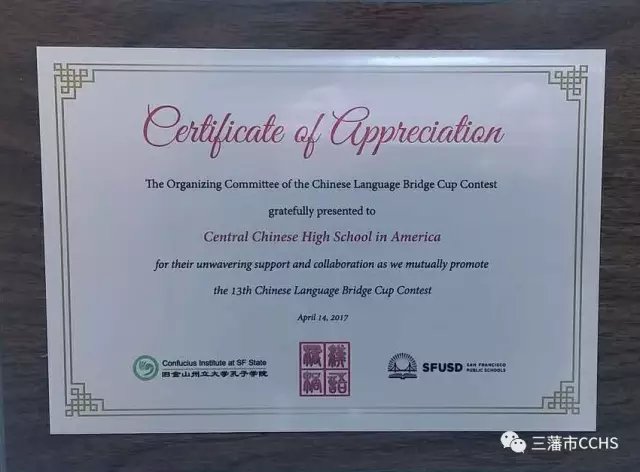 Certificate of Appreciation
The Organizing Committee of the Chinese Language Bridge Cup Contest
gratefully presented to
Central Chinese High School in America
for their unwavering support and collaboration as we mutually promote
the 13th Chinese Language Bridge Cup Contest
April 14, 2017
Confucius Institute at SF State
旧金山州立大学孔子学院
SFUSD
SAN FRANCISCO
PUBLIC SCHOOLS
三藩市CCHS